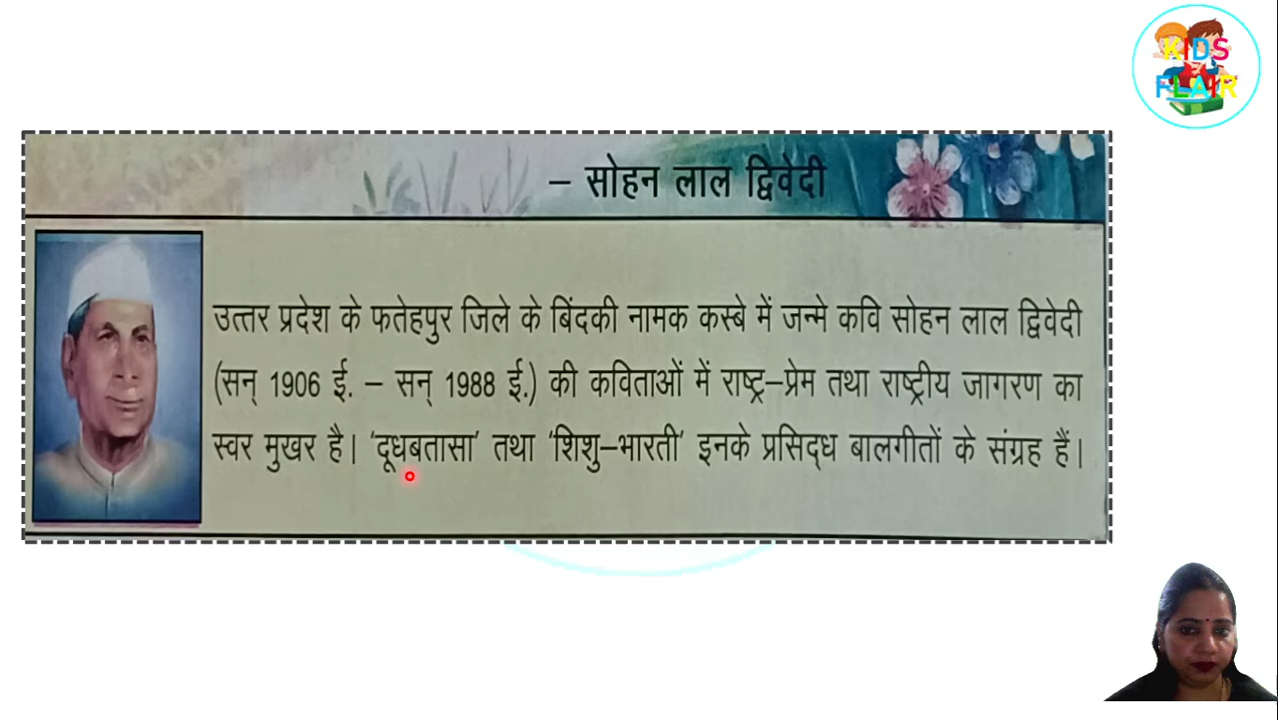 KIDS
FLAIR
– सोहन लाल द्विवेदी
उत्तर प्रदेश के फतेहपुर जिले के बिंदकी नामक कस्बे में जन्मे कवि सोहन लाल द्विवेदी
(सन् 1906 ई. – सन् 1988 ई.) की कविताओं में राष्ट्र–प्रेम तथा राष्ट्रीय जागरण का
स्वर मुखर है। ‘दूधबतासा’ तथा ‘शिशु–भारती’ इनके प्रसिद्ध बालगीतों के संग्रह हैं।